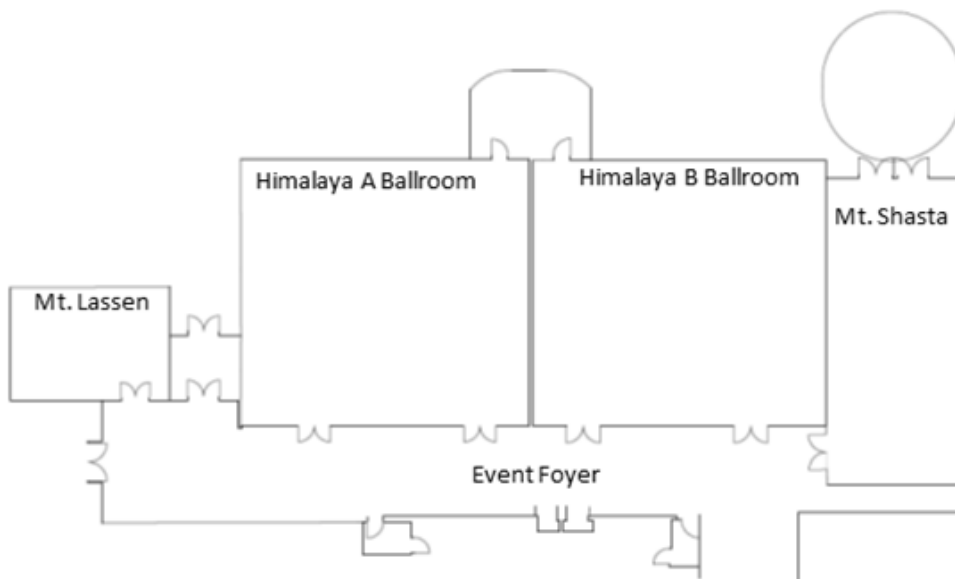 Himalaya A Ballroom
Himalaya B Ballroom
Mt. Shasta
Mt. Lassen
Event Foyer